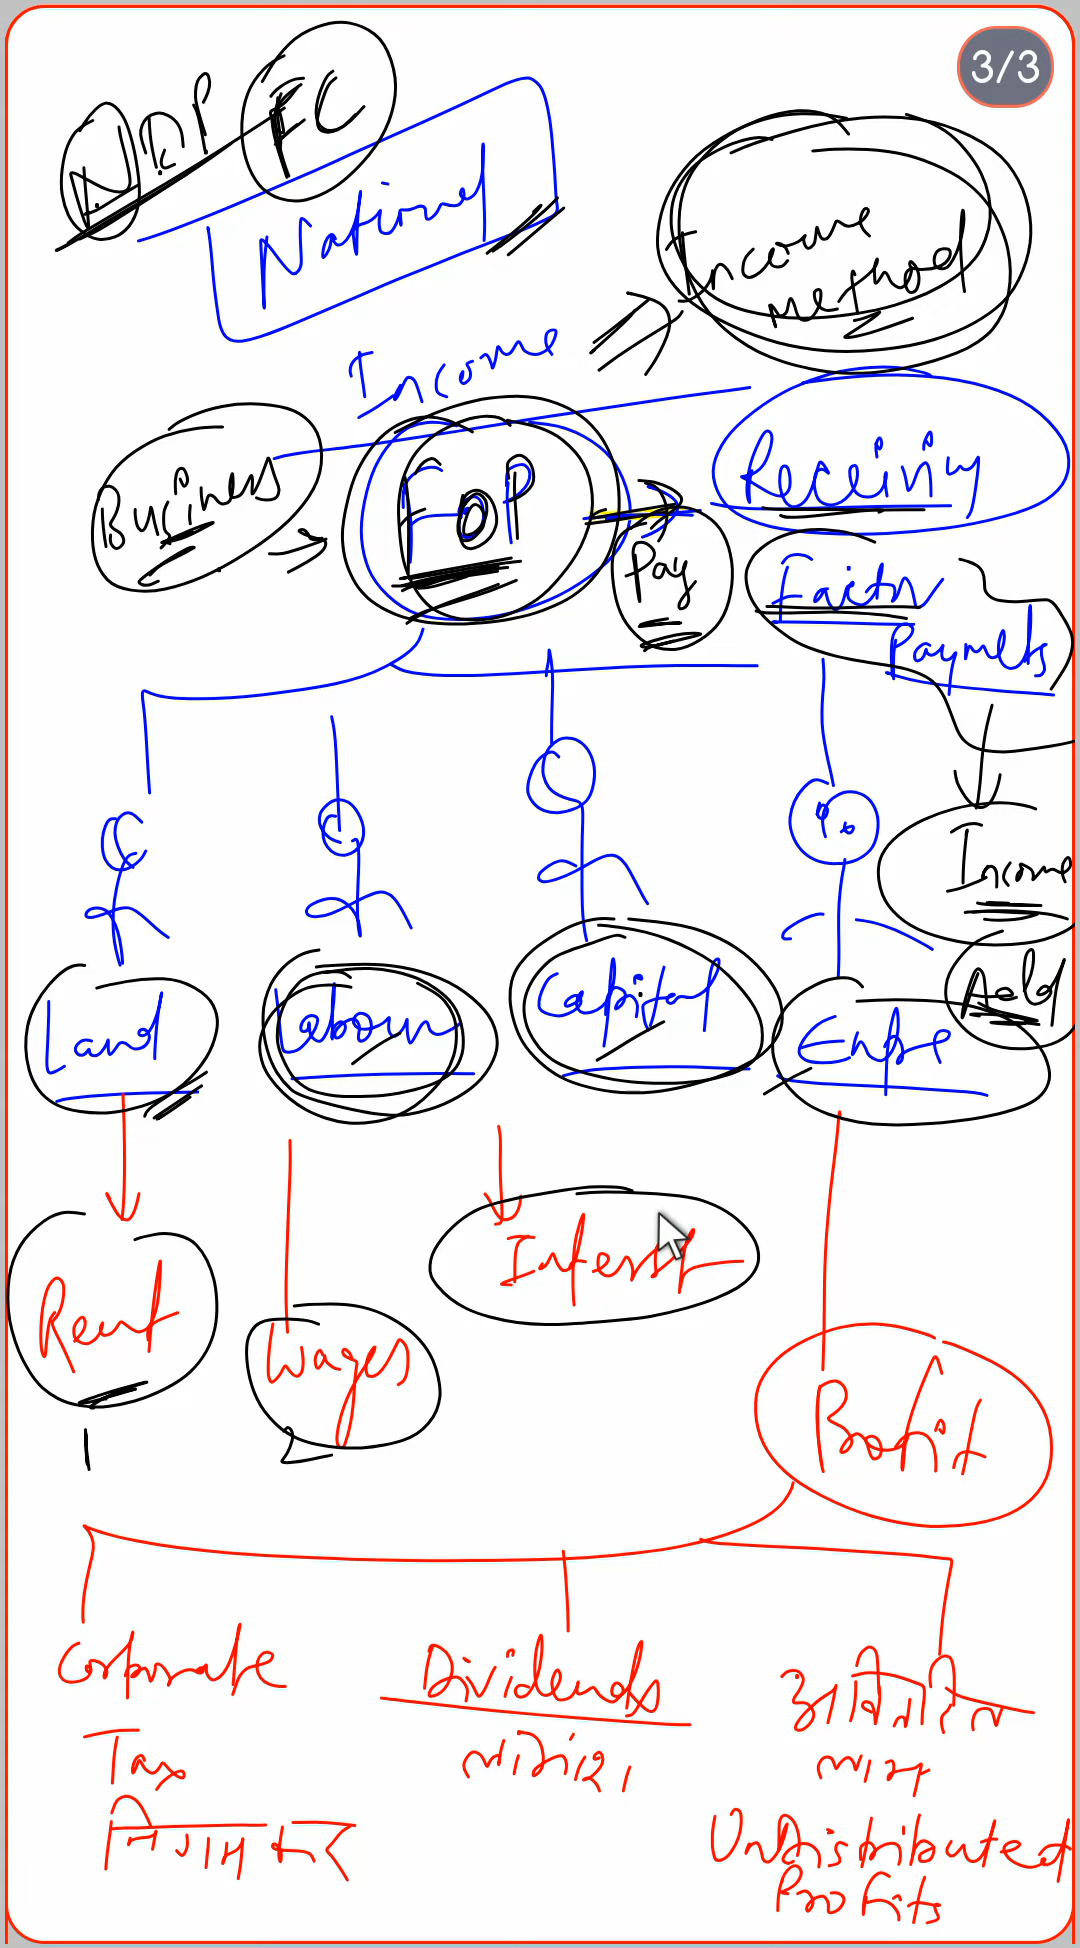 3/3
NDP FC
National
Income
Income
method
Business
FOP
Pay
Receiving
Factor
Payments
Income
Add
Land
Labour
Capital
Entre
Rent
Wages
Interest
Profit
Corporate
Tax
निगम कर
Dividends
लाभांश
अवितरित
लाभ
UnDistributed
Profits